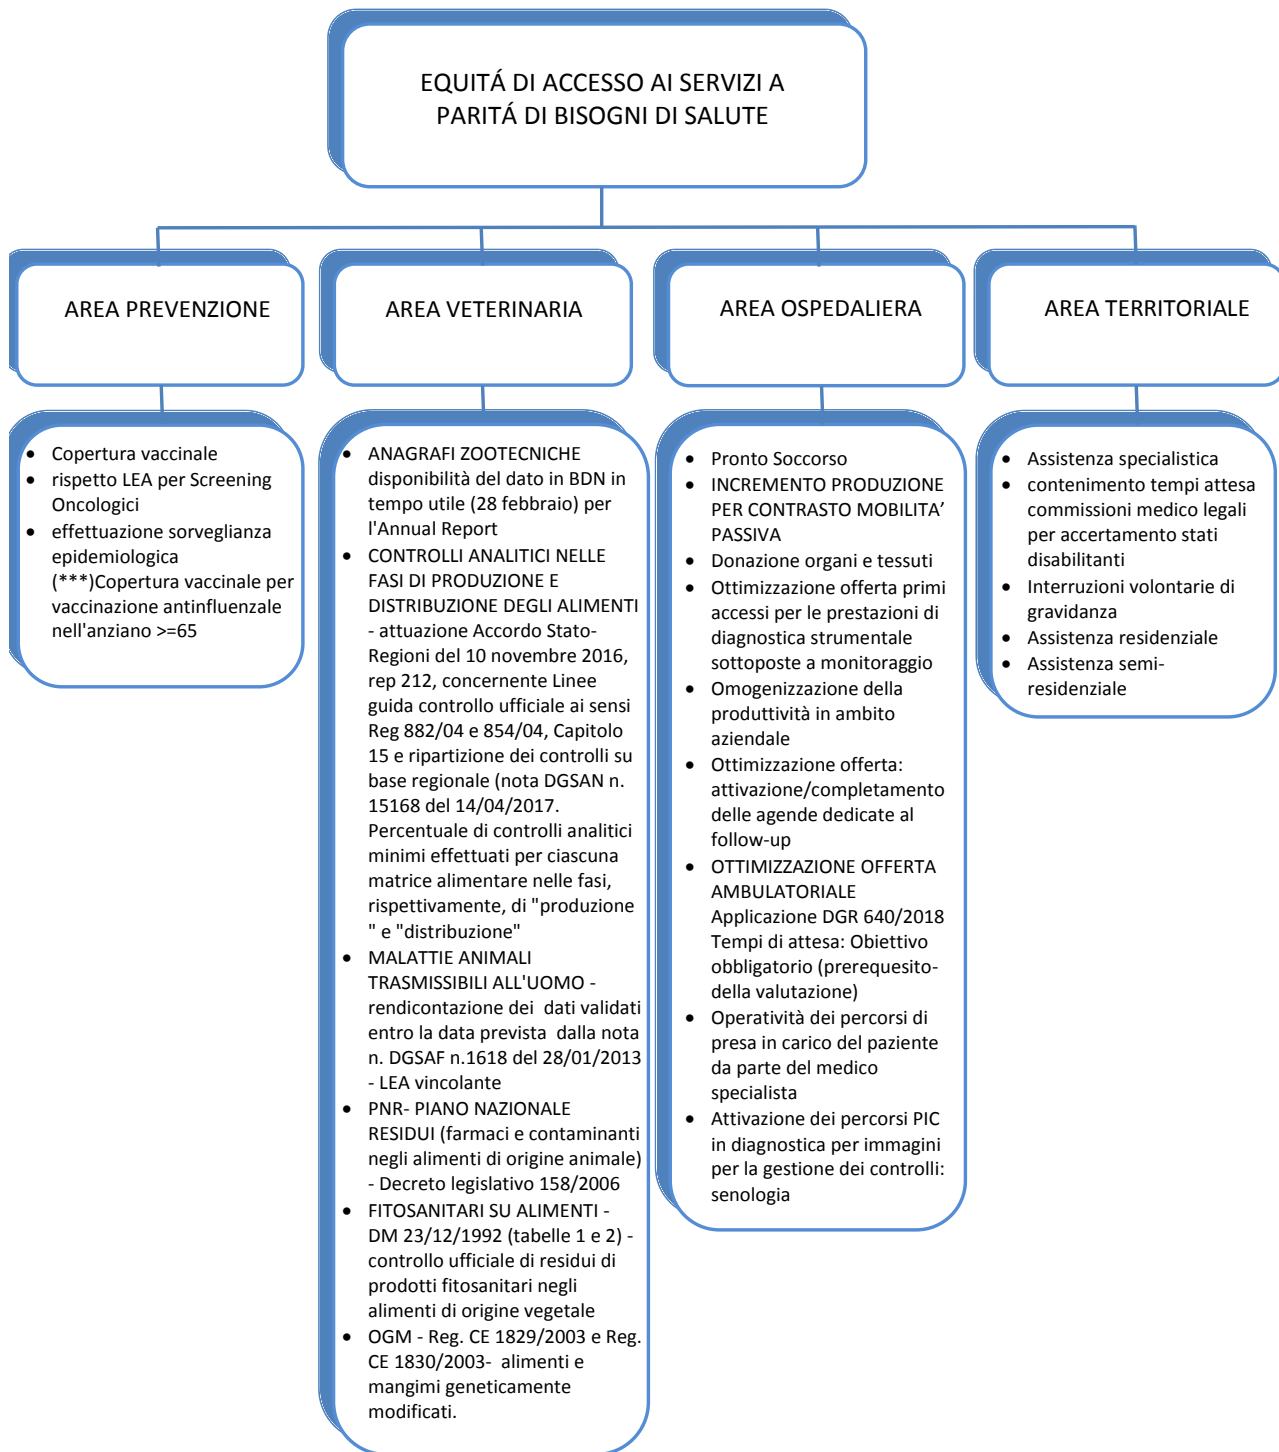 EQUITÁ DI ACCESSO AI SERVIZI A
PARITÁ DI BISOGNI DI SALUTE
AREA PREVENZIONE
AREA VETERINARIA
AREA OSPEDALIERA
AREA TERRITORIALE
• Copertura vaccinale
• rispetto LEA per Screening
Oncologici
• effettuazione sorveglianza
epidemiologica
(***)Copertura vaccinale per
vaccinazione antinfluenzale
nell'anziano >=65
• ANAGRAFI ZOOTECNICHE
disponibilità del dato in BDN in
tempo utile (28 febbraio) per
l'Annual Report
• CONTROLLI ANALITICI NELLE
FASI DI PRODUZIONE E
DISTRIBUZIONE DEGLI ALIMENTI
- attuazione Accordo Stato-
Regioni del 10 novembre 2016,
rep 212, concernente Linee
guida controllo ufficiale ai sensi
Reg 882/04 e 854/04, Capitolo
15 e ripartizione dei controlli su
base regionale (nota DGSAN n.
15168 del 14/04/2017.
Percentuale di controlli analitici
minimi effettuati per ciascuna
matrice alimentare nelle fasi,
rispettivamente, di "produzione
" e "distribuzione"
• MALATTIE ANIMALI
TRASMISSIBILI ALL'UOMO -
rendicontazione dei dati validati
entro la data prevista dalla nota
n. DGSAF n.1618 del 28/01/2013
- LEA vincolante
• PNR- PIANO NAZIONALE
RESIDUI (farmaci e contaminanti
negli alimenti di origine animale)
- Decreto legislativo 158/2006
• FITOSANITARI SU ALIMENTI -
DM 23/12/1992 (tabelle 1 e 2) -
controllo ufficiale di residui di
prodotti fitosanitari negli
alimenti di origine vegetale
• OGM - Reg. CE 1829/2003 e Reg.
CE 1830/2003- alimenti e
mangimi geneticamente
modificati.
• Pronto Soccorso
• INCREMENTO PRODUZIONE
PER CONTRASTO MOBILITA'
PASSIVA
• Donazione organi e tessuti
• Ottimizzazione offerta primi
accessi per le prestazioni di
diagnostica strumentale
sottoposte a monitoraggio
• Omogenizzazione della
produttività in ambito
aziendale
• Ottimizzazione offerta:
attivazione/completamento
delle agende dedicate al
follow-up
• OTTIMIZZAZIONE OFFERTA
AMBULATORIALE
Applicazione DGR 640/2018
Tempi di attesa: Obiettivo
obbligatorio (prerequesito-
della valutazione)
• Operatività dei percorsi di
presa in carico del paziente
da parte del medico
specialista
• Attivazione dei percorsi PIC
in diagnostica per immagini
per la gestione dei controlli:
senologia
• Assistenza specialistica
• contenimento tempi attesa
commissioni medico legali
per accertamento stati
disabilitanti
• Interruzioni volontarie di
gravidanza
• Assistenza residenziale
• Assistenza semi-
residenziale